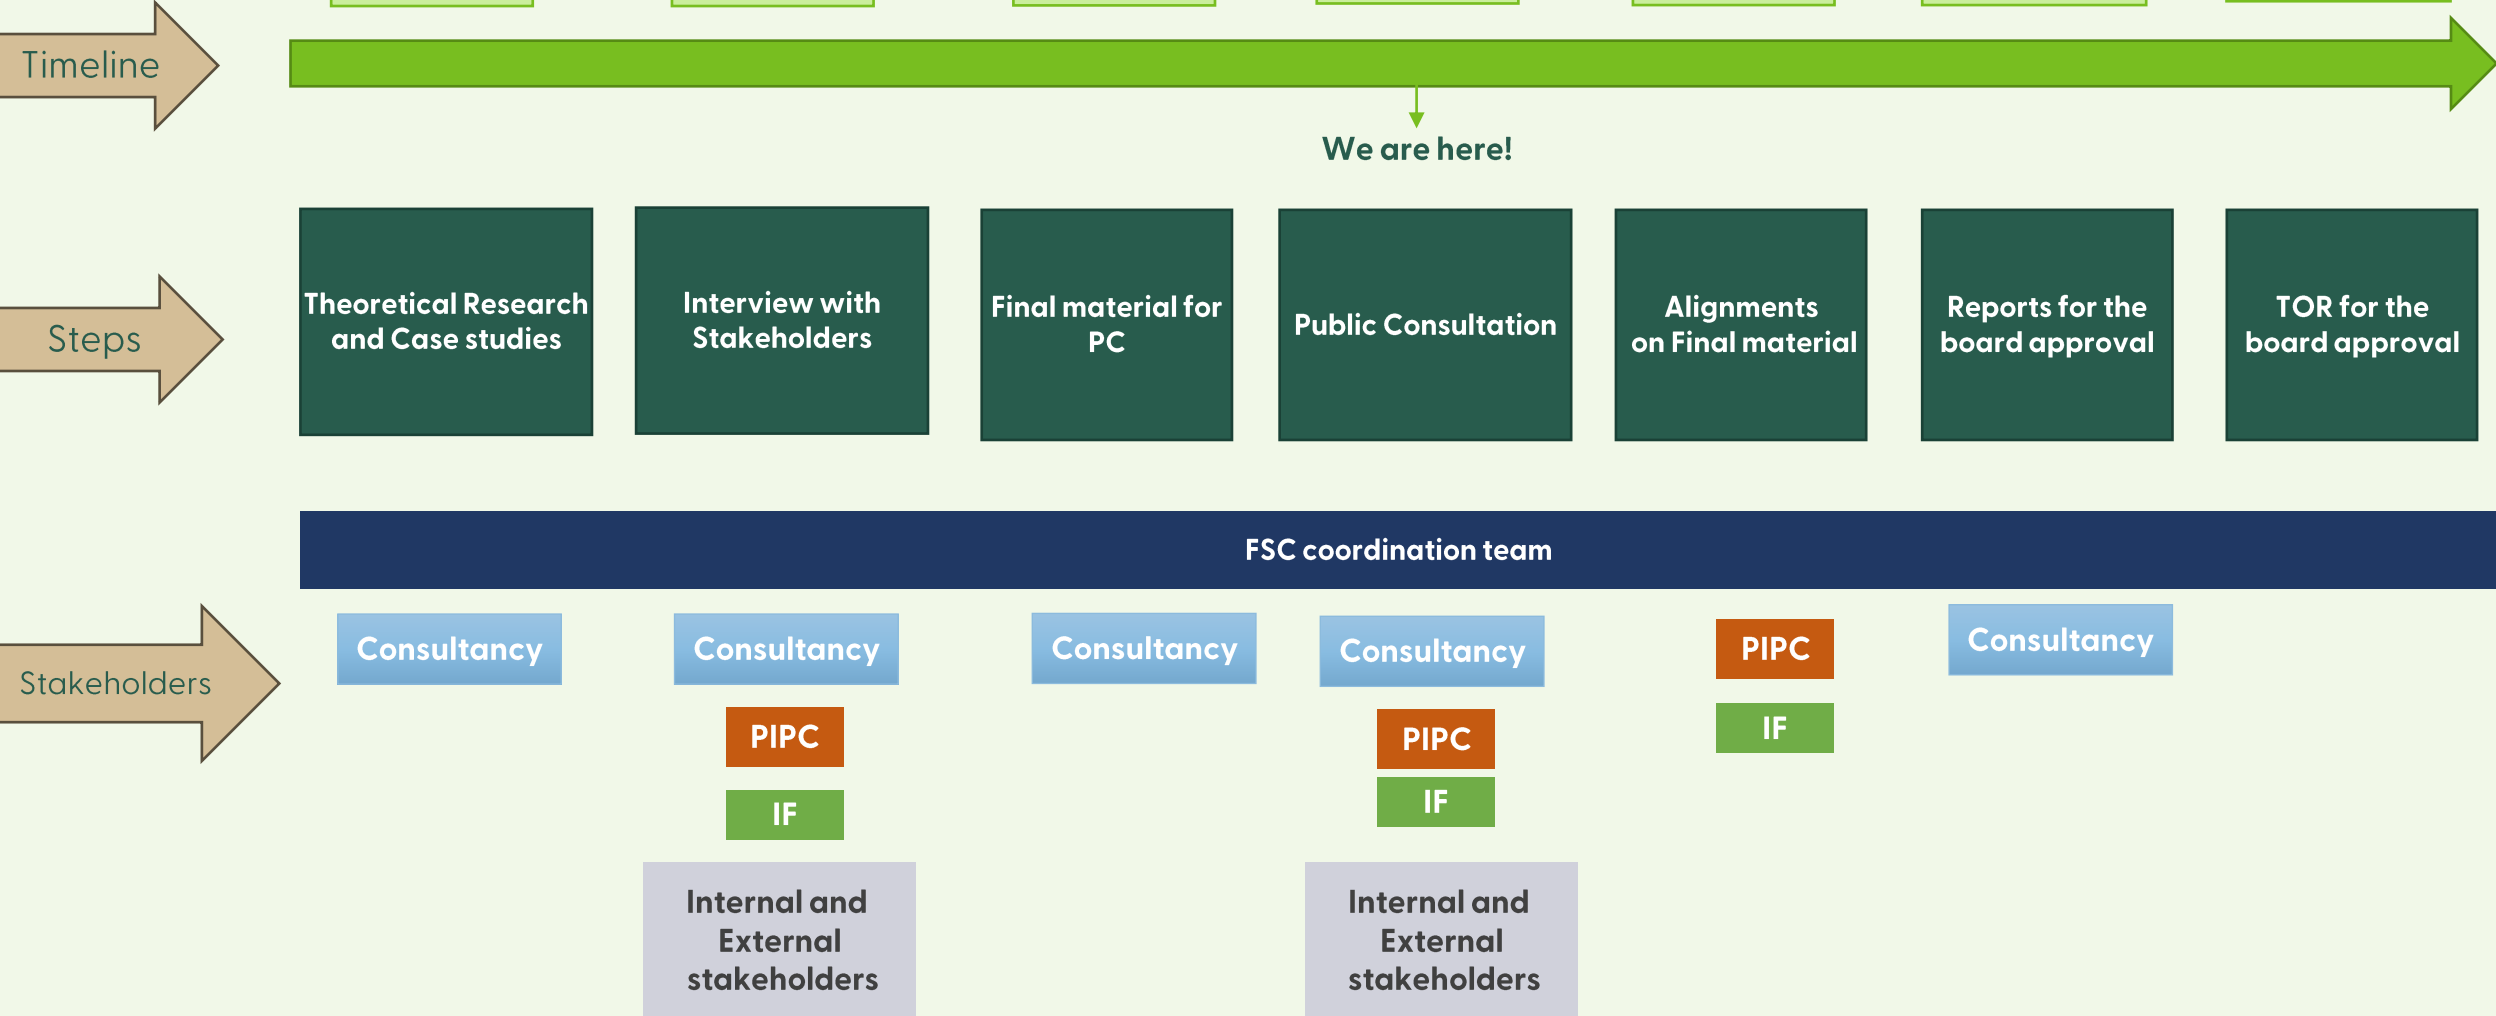 Timeline
We are here!
Steps
Theoretical Research
and Case studies
Interview with
Stakeholders
Final material for
PC
Public Consultation
Alignments
on Final material
Reports for the
board approval
TOR for the
board approval
FSC coordination team
Stakeholders
Consultancy
Consultancy
PIPC
IF
Internal and
External
stakeholders
Consultancy
Consultancy
PIPC
IF
Internal and
External
stakeholders
PIPC
IF
Consultancy